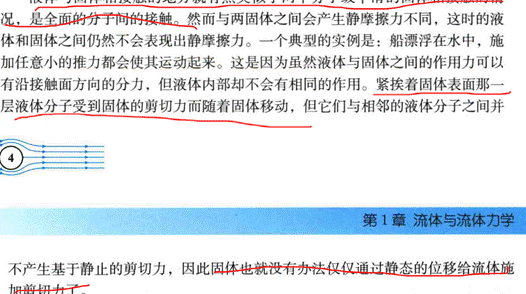 况，是全面的分子间的接触。然而与两固体之间会产生静摩擦力不同，这时的液
体和固体之间仍然不会表现出静摩擦力。一个典型的实例是：船漂浮在水中，施
加任意小的推力都会使其运动起来。这是因为虽然液体与固体之间的作用力可以
有沿接触面方向的分力，但液体内部却不会有相同的作用。紧挨着固体表面那一
层液体分子受到固体的剪切力而随着固体移动，但它们与相邻的液体分子之间并
4
第1章 流体与流体力学
不产生基于静止的剪切力，因此固体也就没有办法仅仅通过静态的位移给流体施
加剪切力了。